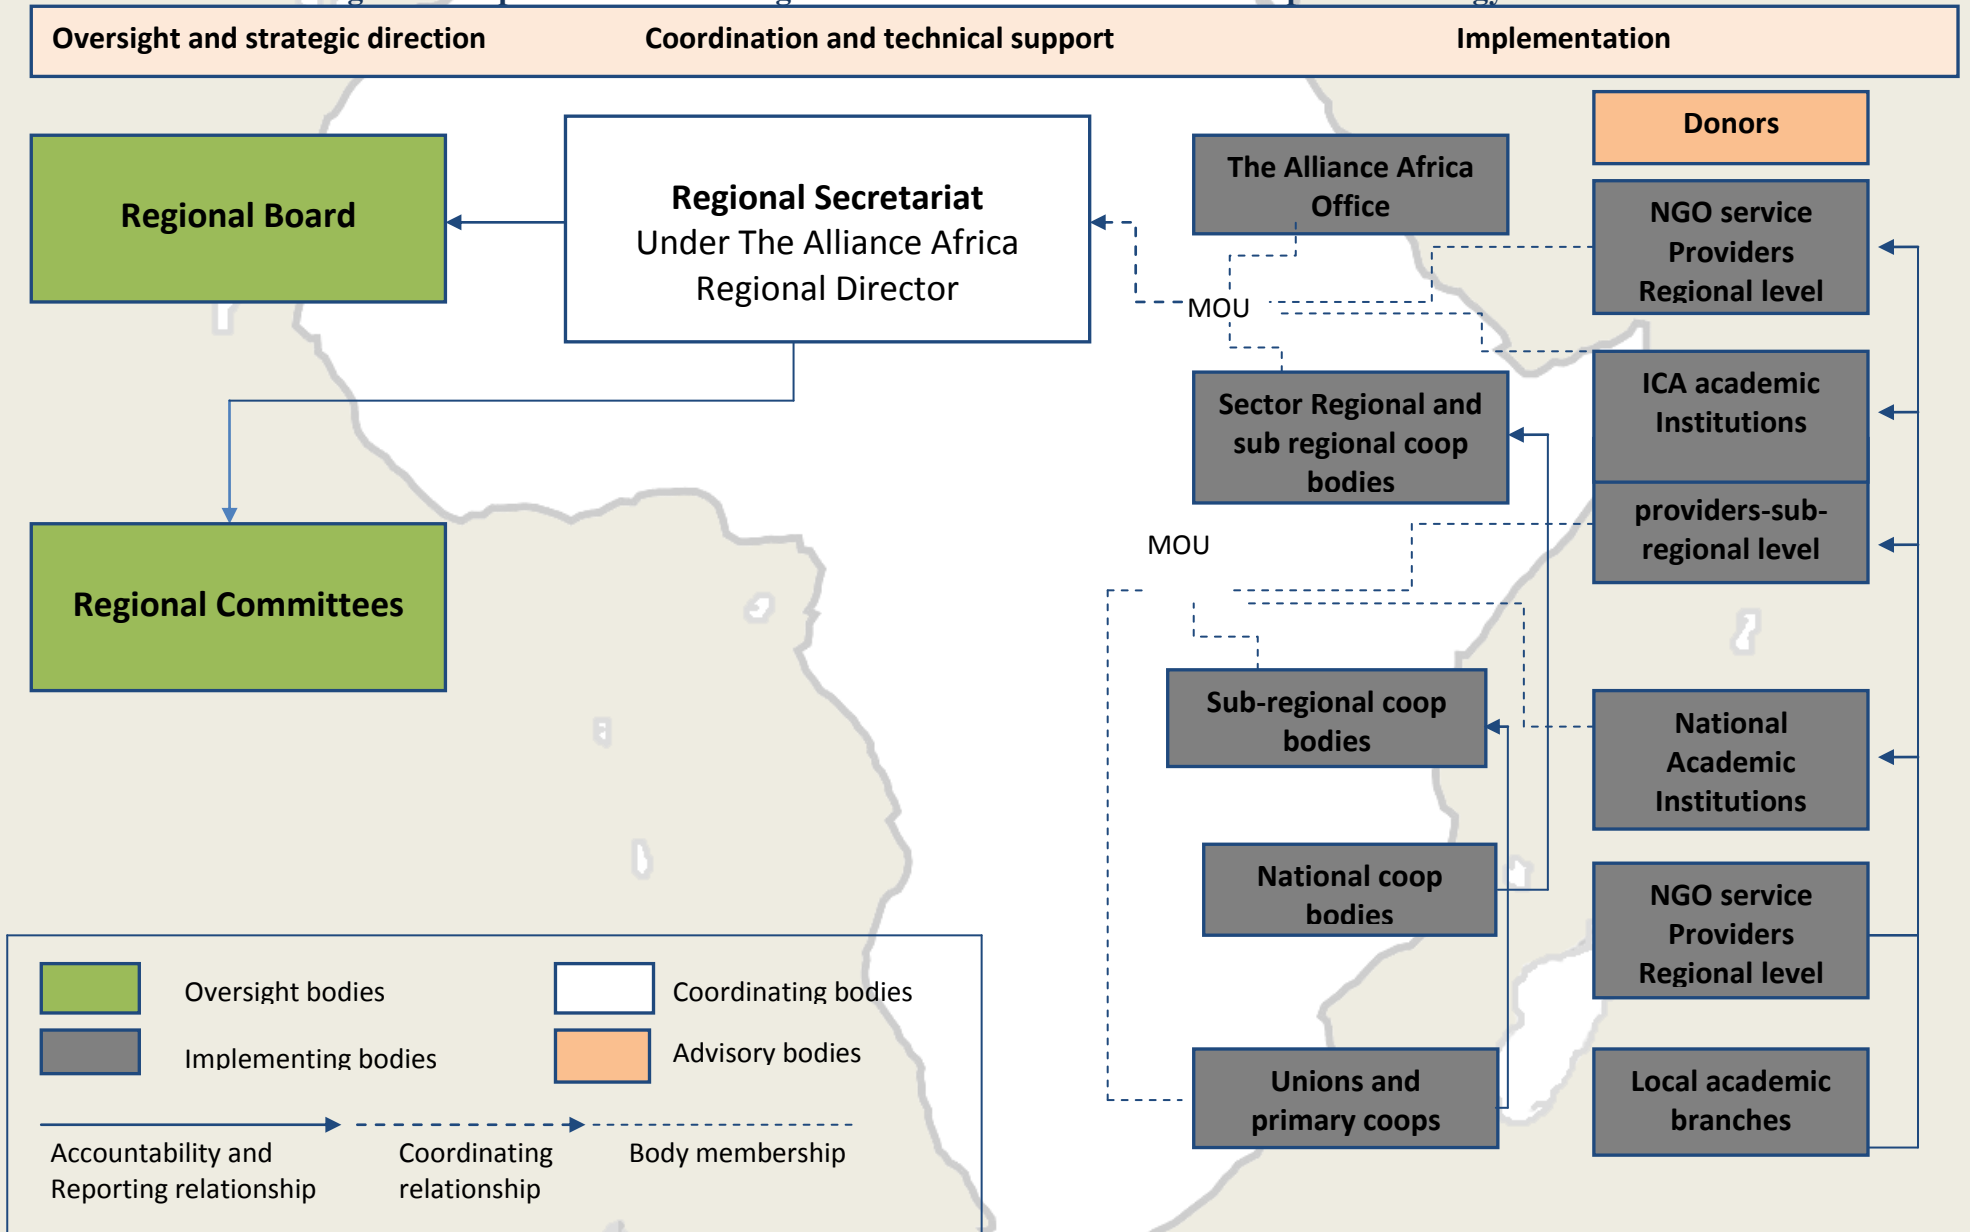 Oversight and strategic direction
Coordination and technical support
Implementation
Donors
Regional Board
Regional Secretariat
Under The Alliance Africa
Regional Director
The Alliance Africa
Office
NGO service
Providers
Regional level
MOU
ICA academic
Institutions
Sector Regional and
sub regional coop
bodies
providers-sub-
regional level
MOU
Regional Committees
Sub-regional coop
bodies
National
Academic
Institutions
National coop
bodies
NGO service
Providers
Regional level
Unions and
primary coops
Local academic
branches
Oversight bodies
Coordinating bodies
Implementing bodies
Advisory bodies
Accountability and
Reporting relationship
Coordinating
relationship
Body membership